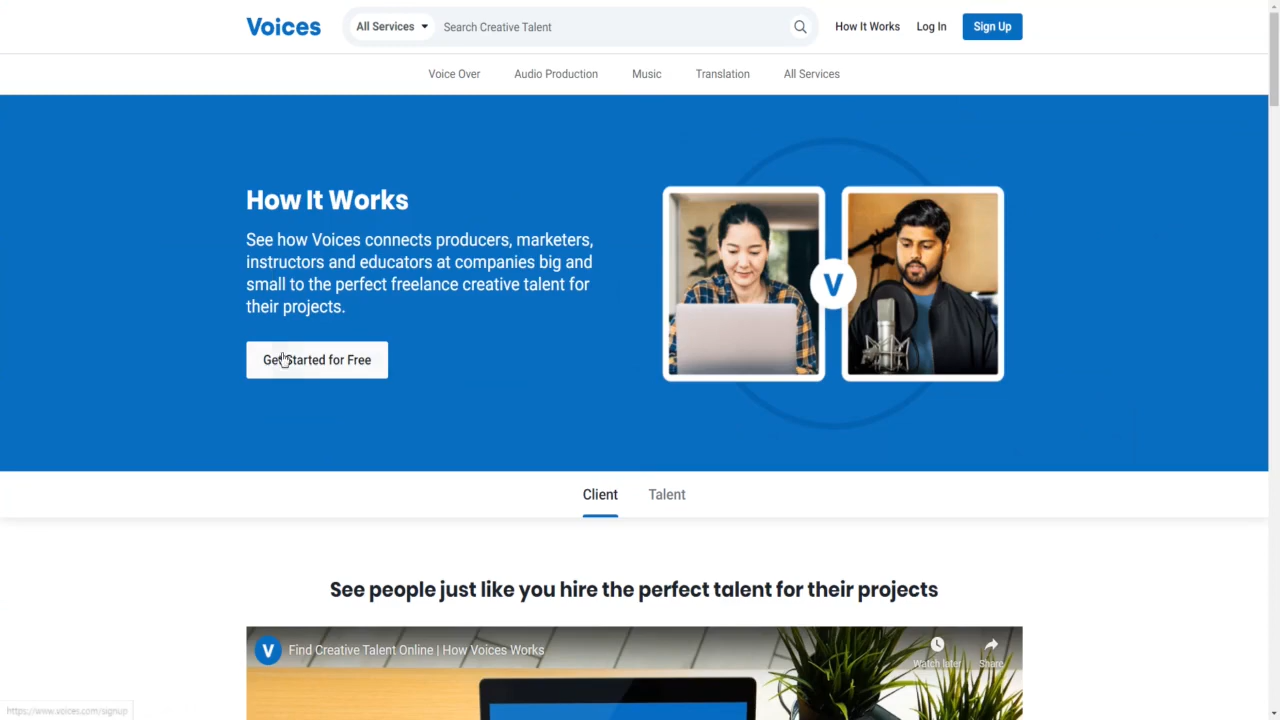 Voices
All Services
Search Creative Talent
How It Works
Log In
Sign Up
Voice Over
Audio Production
Music
Translation
All Services
How It Works
See how Voices connects producers, marketers,
instructors and educators at companies big and
small to the perfect freelance creative talent for
their projects.
V
Get Started for Free
Client
Talent
See people just like you hire the perfect talent for their projects
V
Find Creative Talent Online | How Voices Works
Watch later
Share
https://www.voices.com/signup